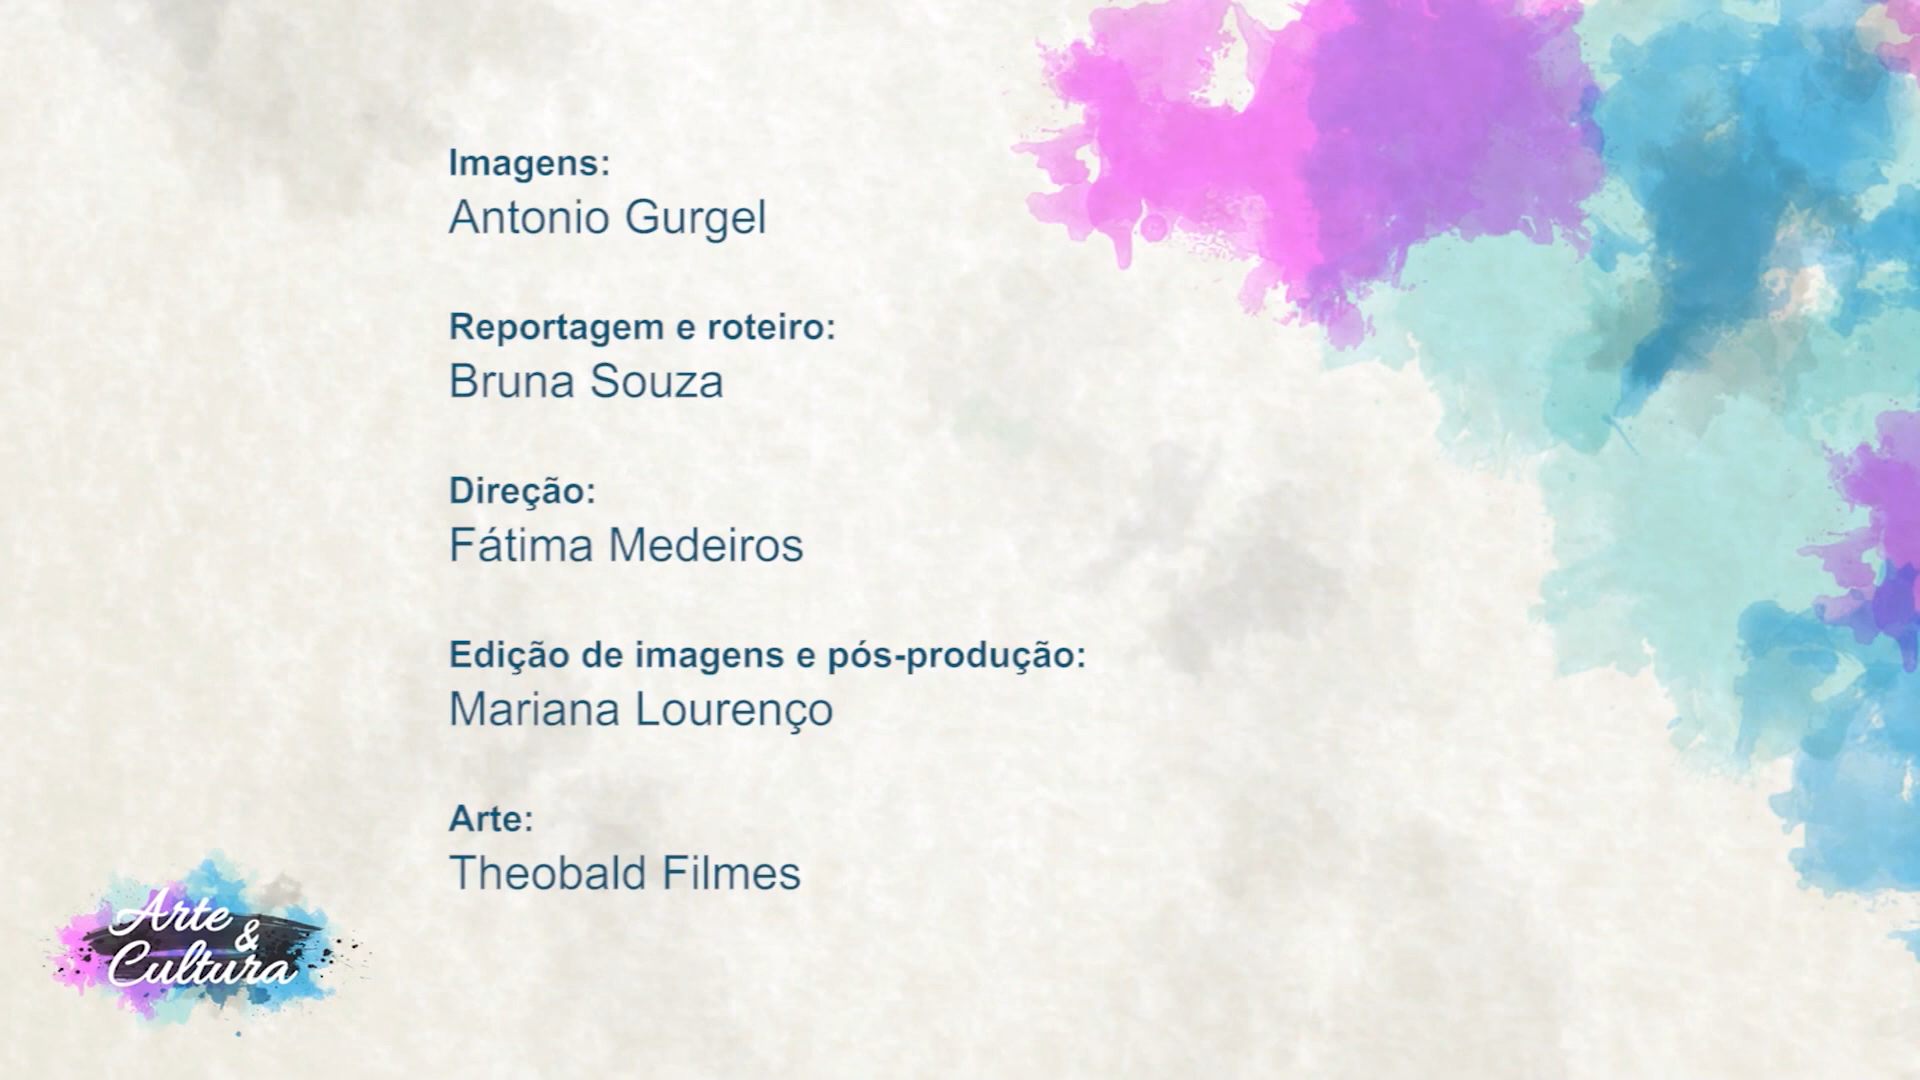 Imagens:
Antonio Gurgel
Reportagem e roteiro:
Bruna Souza
Direção:
Fátima Medeiros
Edição de imagens e pós-produção:
Mariana Lourenço
Arte:
Theobald Filmes
Arte &
Cultura